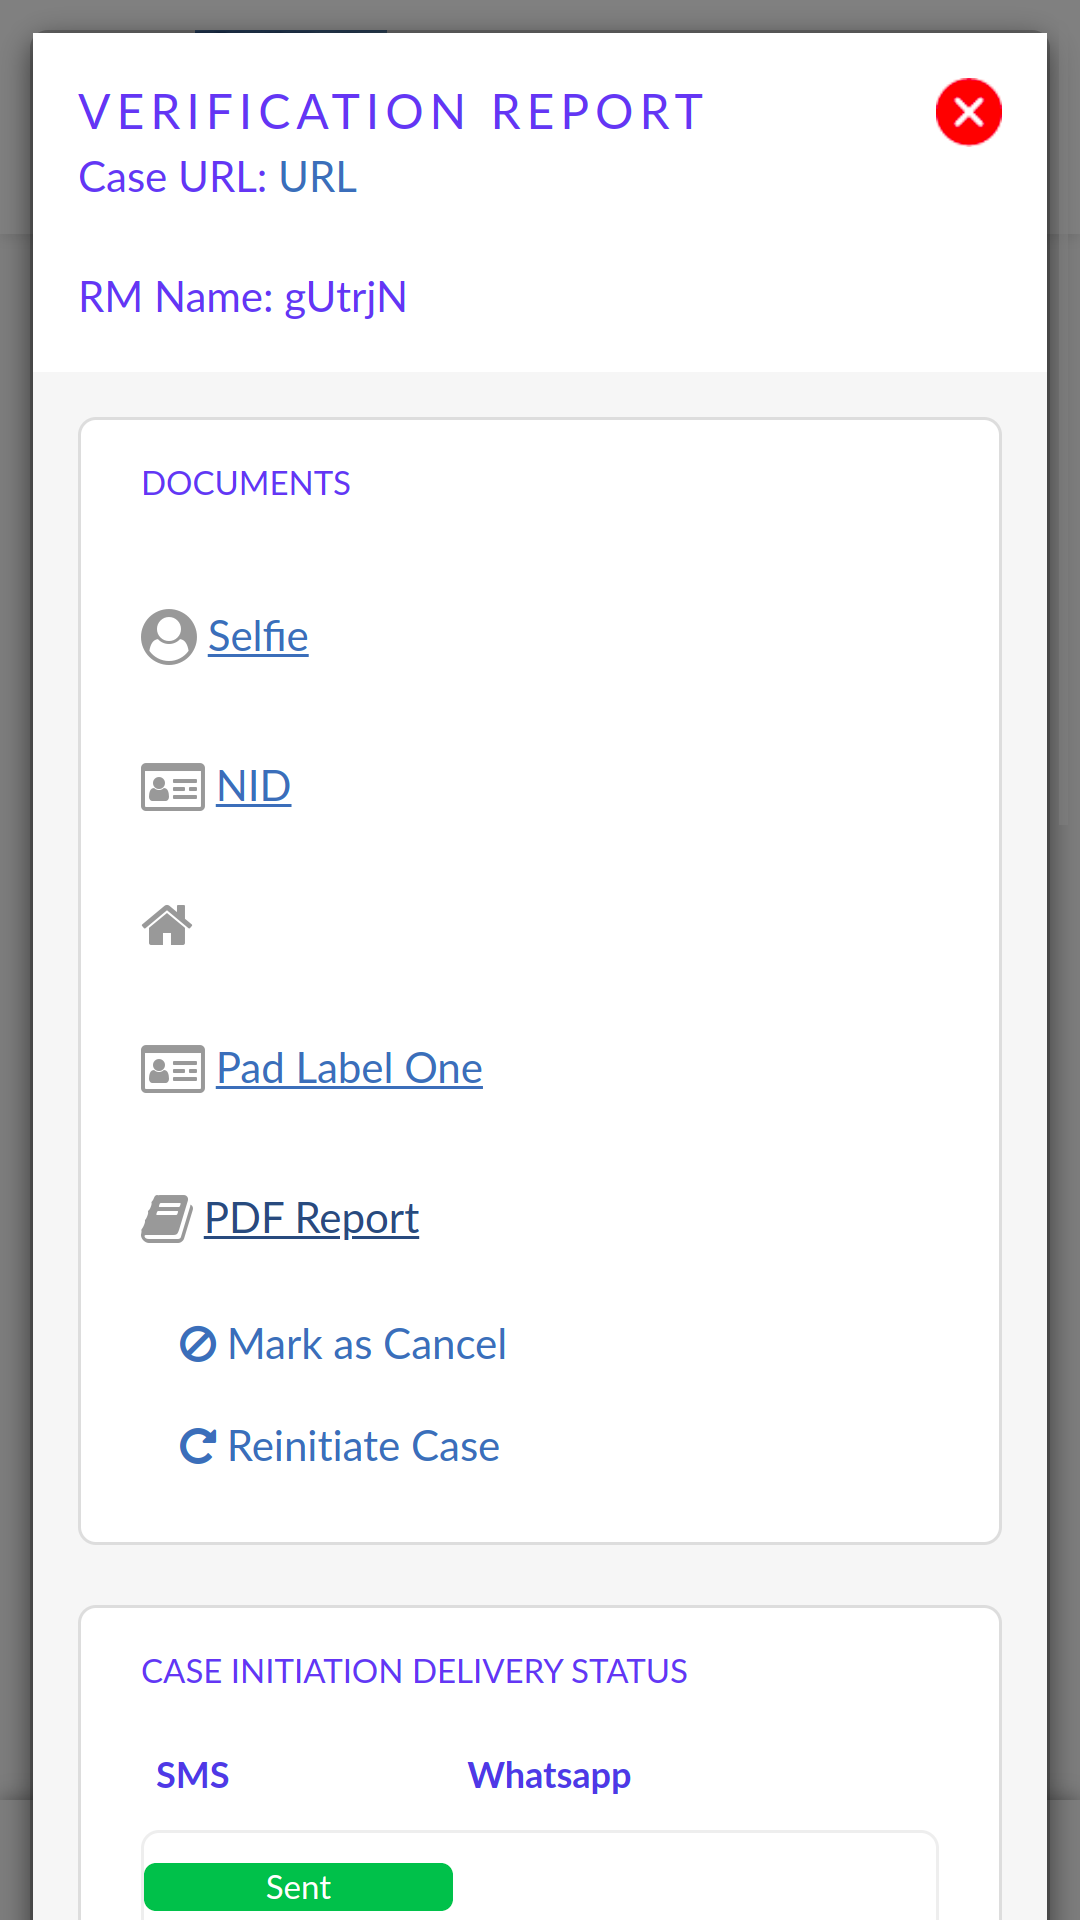 VERIFICATION REPORT
Case URL: URL
RM Name: gUtrjN
DOCUMENTS
Selfie
NID
Pad Label One
PDF Report
Mark as Cancel
Reinitiate Case
CASE INITIATION DELIVERY STATUS
SMS Whatsapp
Sent